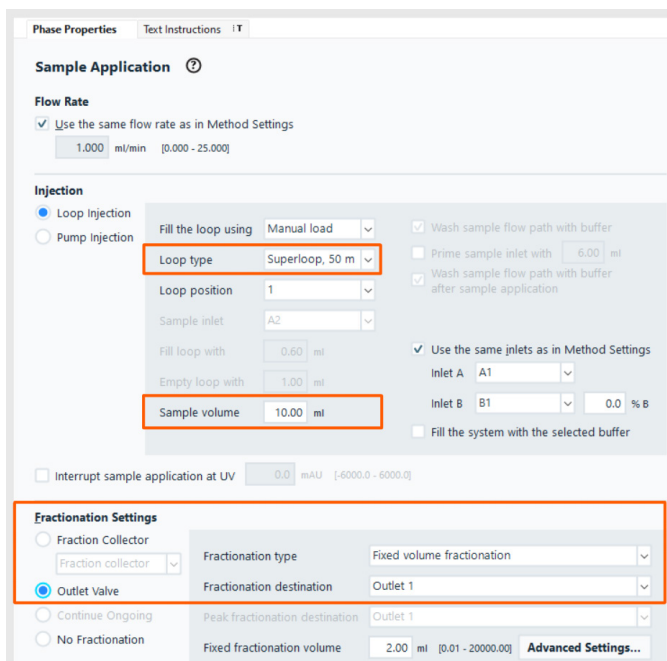 Phase Properties Text Instructions T
Sample Application ?
Flow Rate
Use the same flow rate as in Method Settings
1.000 ml/min [0.000 - 25.000]
Injection
Loop Injection
Pump Injection
Fill the loop using Manual load
Loop type Superloop, 50 m
Loop position 1
Sample inlet A2
Fill loop with 0.60 ml
Empty loop with 1.00 ml
Sample volume 10.00 ml
Wash sample flow path with buffer
Prime sample inlet with 6.00 ml
Wash sample flow path with buffer
after sample application
Use the same inlets as in Method Settings
Inlet A A1
Inlet B B1 0.0 % B
Fill the system with the selected buffer
Interrupt sample application at UV 0.0 mAU [-6000.0 - 6000.0]
Fractionation Settings
Fraction Collector
Fraction collector
Outlet Valve
Continue Ongoing
No Fractionation
Fractionation type Fixed volume fractionation
Fractionation destination Outlet 1
Peak fractionation destination Outlet 1
Fixed fractionation volume 2.00 ml [0.01 - 20000.00] Advanced Settings...